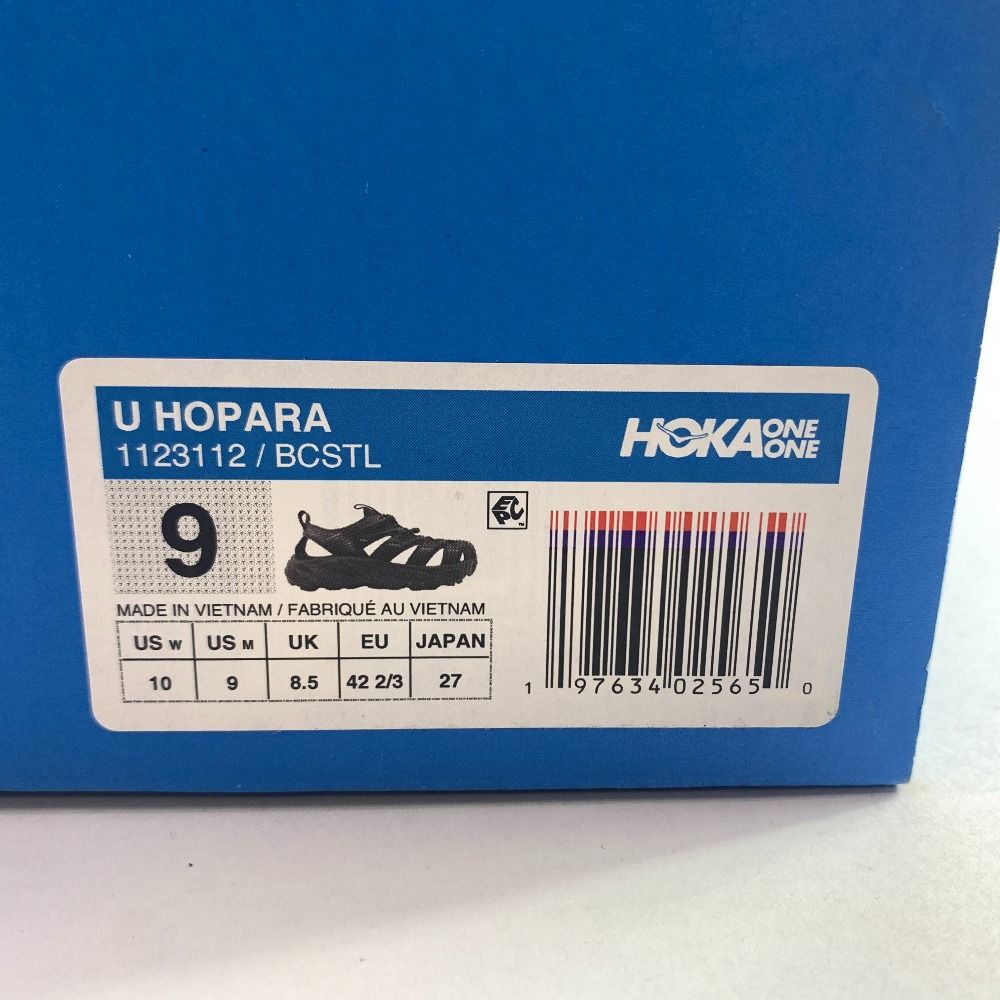 U HOPARA
1123112 / BCSTL
HOKA ONE ONE
9
EPC™
MADE IN VIETNAM / FABRIQUÉ AU VIETNAM
US W US M UK EU JAPAN
10 9 8.5 42 2/3 27
1 97634 02565 0